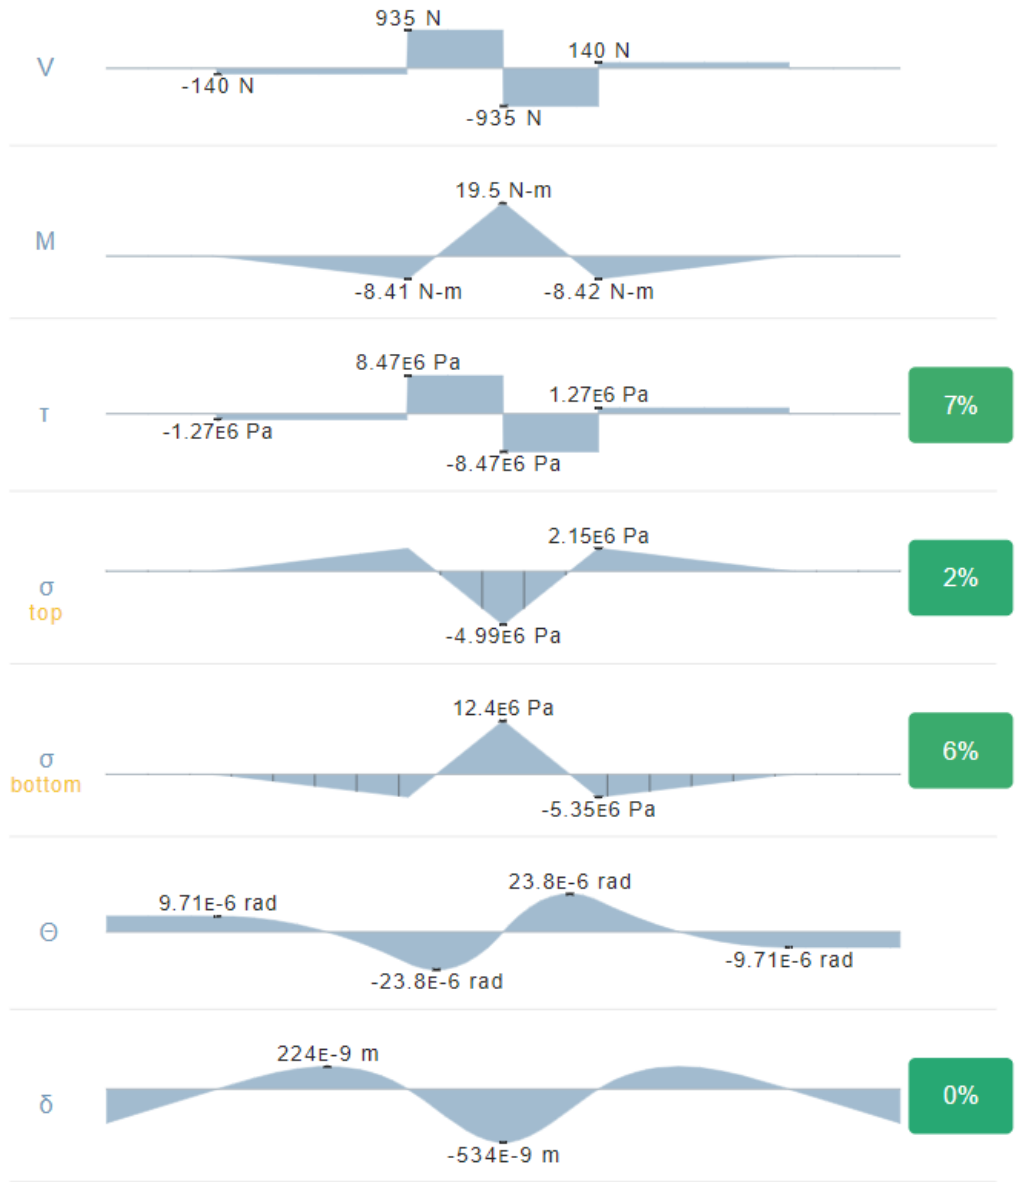 935 N
V
140 N
-140 N
-935 N
19.5 N-m
M
-8.41 N-m
-8.42 N-m
8.47E6 Pa
1.27E6 Pa
τ
7%
-1.27E6 Pa
-8.47E6 Pa
2.15E6 Pa
σ
top
2%
-4.99E6 Pa
12.4E6 Pa
σ
bottom
6%
-5.35E6 Pa
23.8E-6 rad
9.71E-6 rad
Θ
-9.71E-6 rad
-23.8E-6 rad
224E-9 m
δ
0%
-534E-9 m